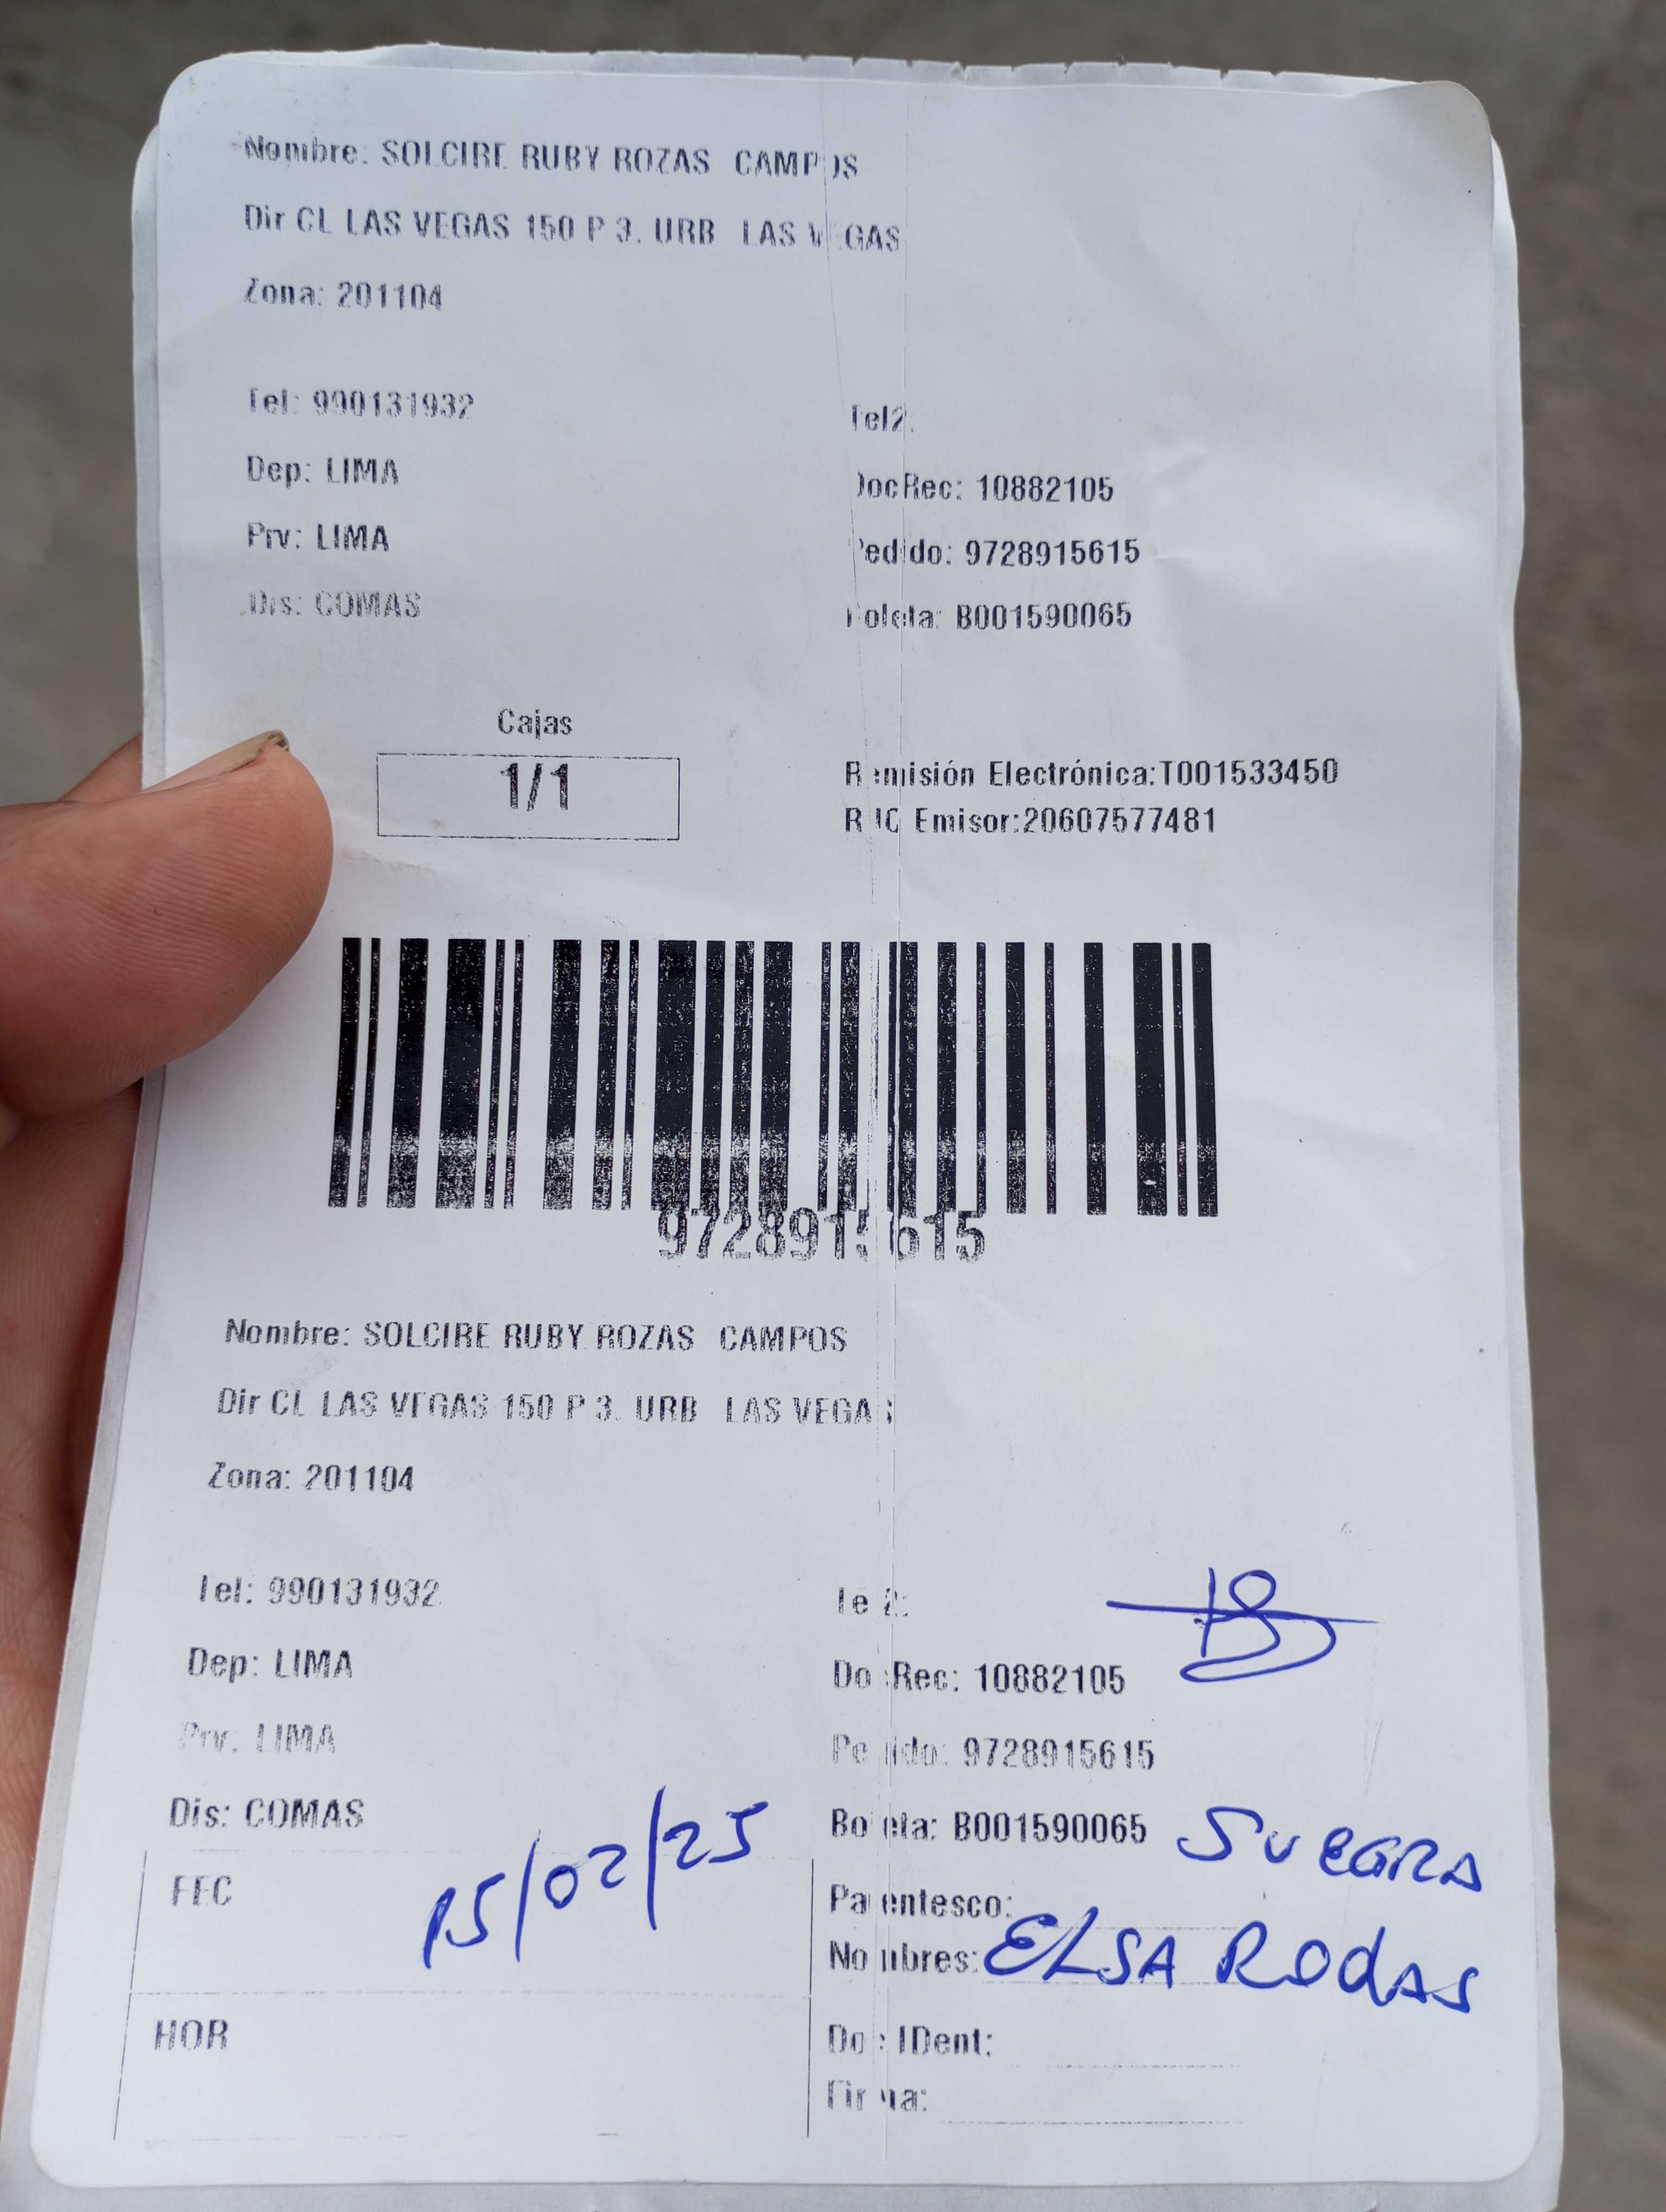 Nombre: SOLCIRE RUBY ROZAS CAMPOS
Dir CL LAS VEGAS 150 P 3. URB LAS VEGAS
Zona: 201104
Tel: 990131932
Tel2:
Dep: LIMA
DocRec: 10882105
Prv: LIMA
Pedido: 9728915615
Dis: COMAS
Boleta: B001590065
Cajas
1/1
Remisión Electrónica:T001533450
RUC Emisor:20607577481
9728915615
Nombre: SOLCIRE RUBY ROZAS CAMPOS
Dir CL LAS VEGAS 150 P 3. URB LAS VEGAS
Zona: 201104
Tel: 990131932
Tel2:
Dep: LIMA
DocRec: 10882105
Prv: LIMA
Pedido: 9728915615
Dis: COMAS
Boleta: B001590065
FEC 15/02/25
Parentesco: SUEGRA
Nombres: ELSA RODAS
HOR
Doc IDent:
Firma: